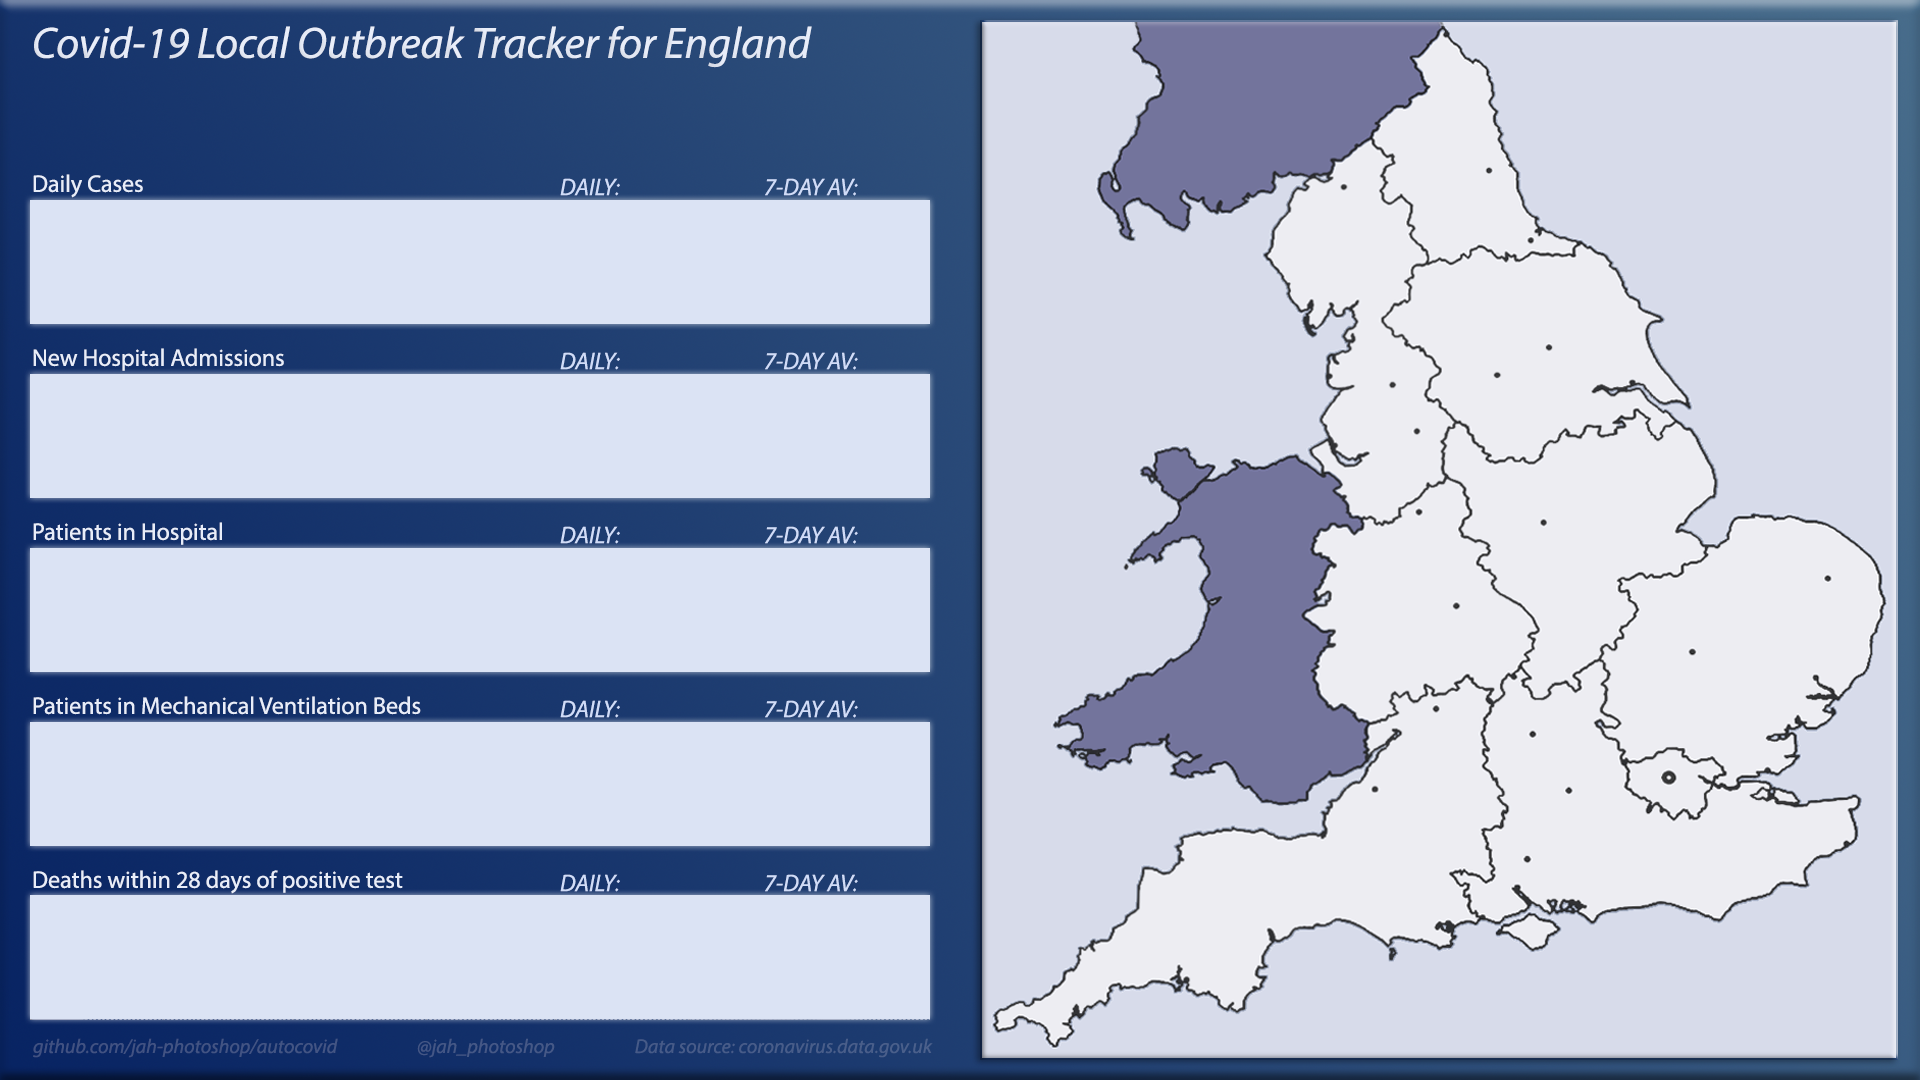 Covid-19 Local Outbreak Tracker for England
Daily Cases DAILY: 7-DAY AV:
New Hospital Admissions DAILY: 7-DAY AV:
Patients in Hospital DAILY: 7-DAY AV:
Patients in Mechanical Ventilation Beds DAILY: 7-DAY AV:
Deaths within 28 days of positive test DAILY: 7-DAY AV:
github.com/jah-photoshop/autocovid @jah_photoshop Data source: coronavirus.data.gov.uk